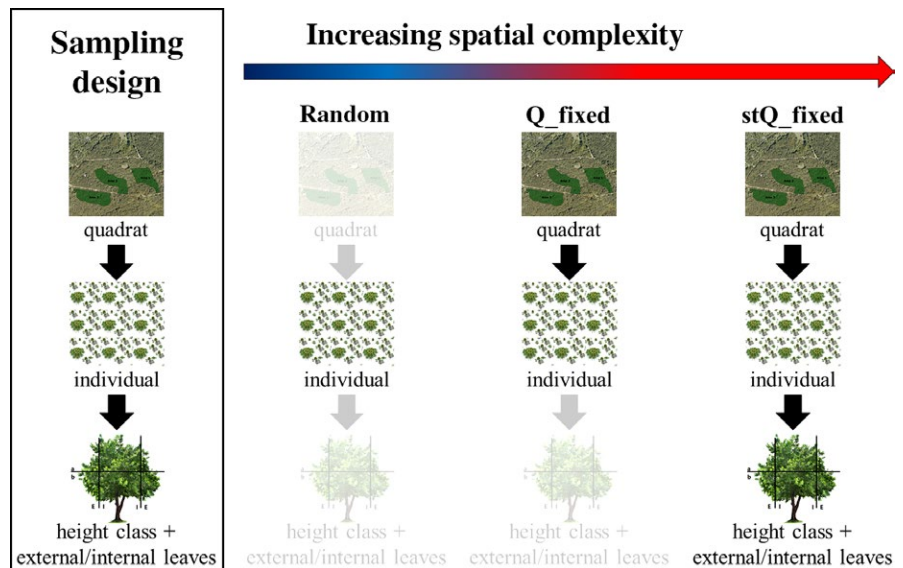 Sampling
design
quadrat
individual
height class +
external/internal leaves
Increasing spatial complexity
Random
quadrat
individual
height class +
external/internal leaves
Q_fixed
quadrat
individual
height class +
external/internal leaves
stQ_fixed
quadrat
individual
height class +
external/internal leaves